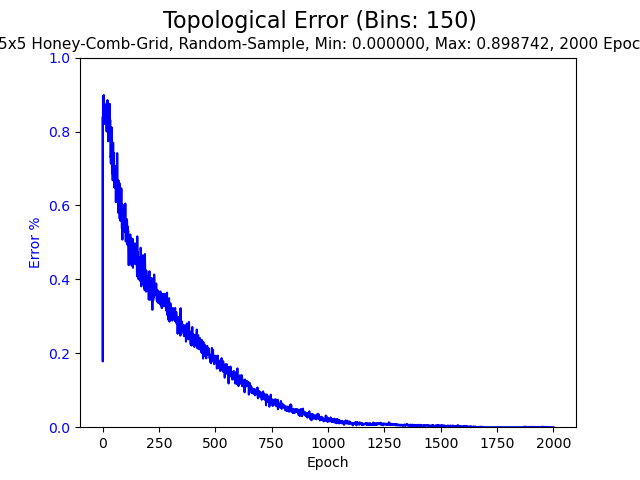 Topological Error (Bins: 150)
5x5 Honey-Comb-Grid, Random-Sample, Min: 0.000000, Max: 0.898742, 2000 Epoc
1.0
0.8
0.6
0.4
0.2
0.0
Error %
0 250 500 750 1000 1250 1500 1750 2000
Epoch